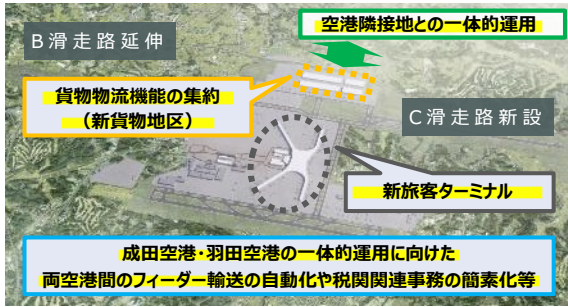 空港隣接地との一体的運用
B滑走路延伸
貨物物流機能の集約
（新貨物地区）
C滑走路新設
新旅客ターミナル
成田空港・羽田空港の一体的運用に向けた
両空港間のフィーダー輸送の自動化や税関関連事務の簡素化等